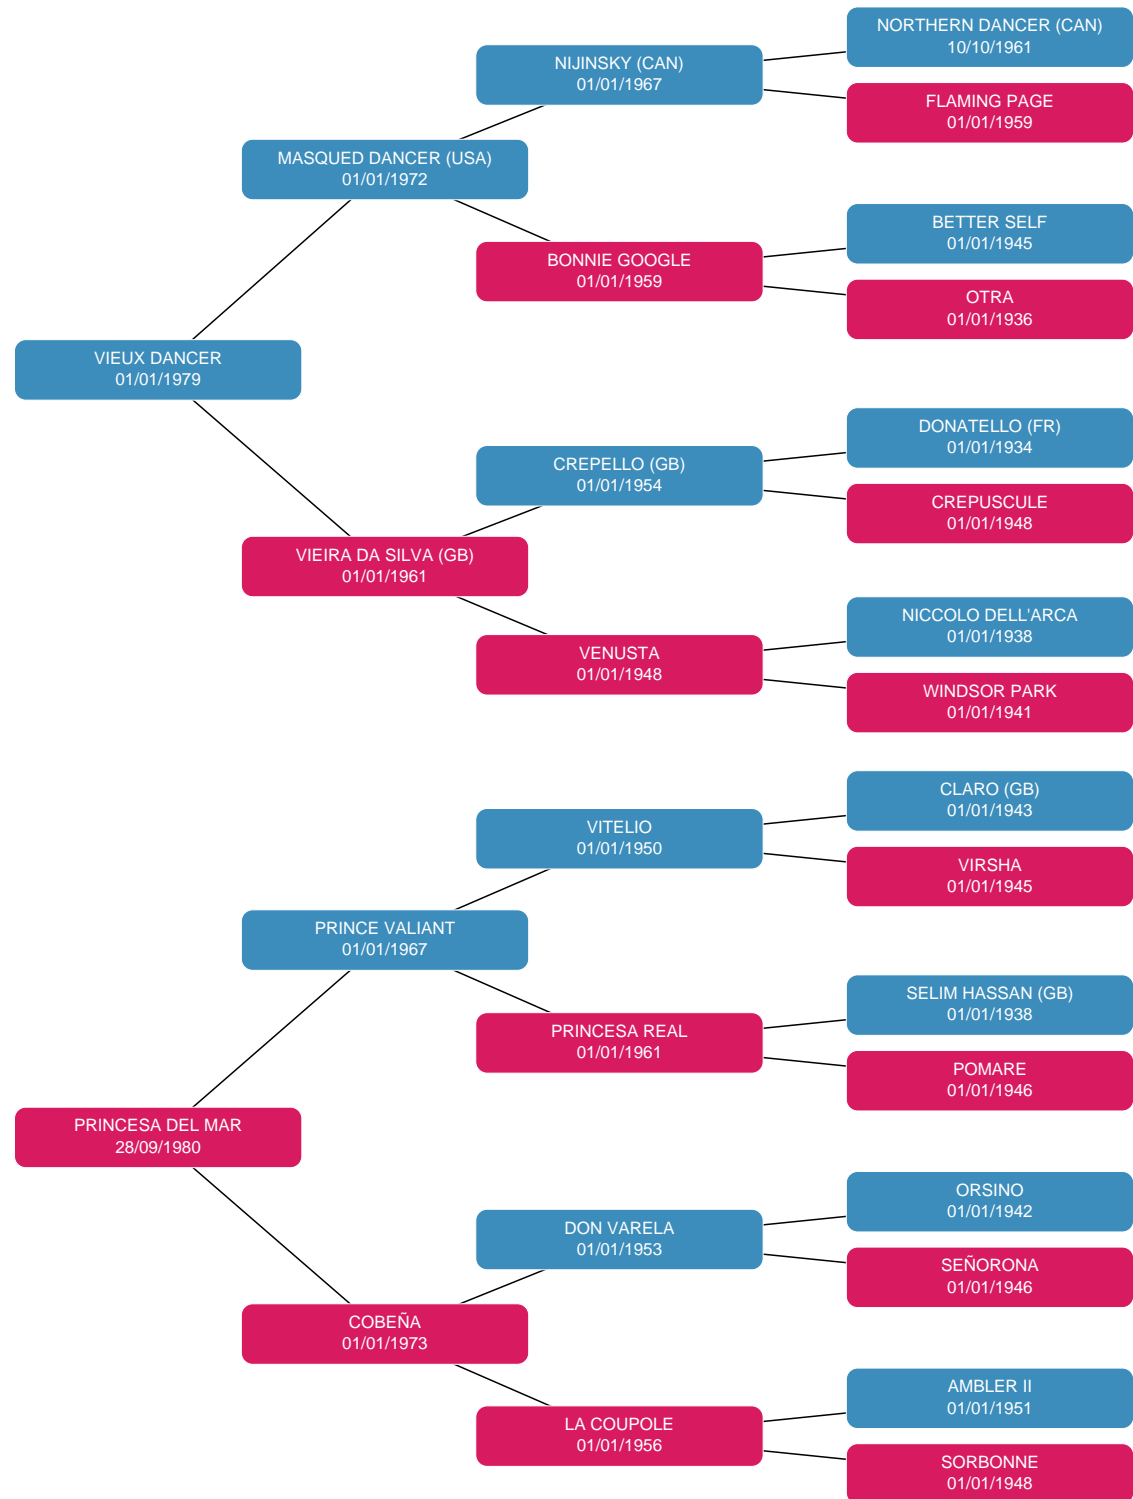 NORTHERN DANCER (CAN)
10/10/1961
NIJINSKY (CAN)
01/01/1967
FLAMING PAGE
01/01/1959
MASQUED DANCER (USA)
01/01/1972
BETTER SELF
01/01/1945
BONNIE GOOGLE
01/01/1959
OTRA
01/01/1936
VIEUX DANCER
01/01/1979
DONATELLO (FR)
01/01/1934
CREPELLO (GB)
01/01/1954
CREPUSCULE
01/01/1948
VIEIRA DA SILVA (GB)
01/01/1961
NICCOLO DELL'ARCA
01/01/1938
VENUSTA
01/01/1948
WINDSOR PARK
01/01/1941
CLARO (GB)
01/01/1943
VITELIO
01/01/1950
VIRSHA
01/01/1945
PRINCE VALIANT
01/01/1967
SELIM HASSAN (GB)
01/01/1938
PRINCESA REAL
01/01/1961
POMARE
01/01/1946
PRINCESA DEL MAR
28/09/1980
ORSINO
01/01/1942
DON VARELA
01/01/1953
SEÑORONA
01/01/1946
COBEÑA
01/01/1973
AMBLER II
01/01/1951
LA COUPOLE
01/01/1956
SORBONNE
01/01/1948